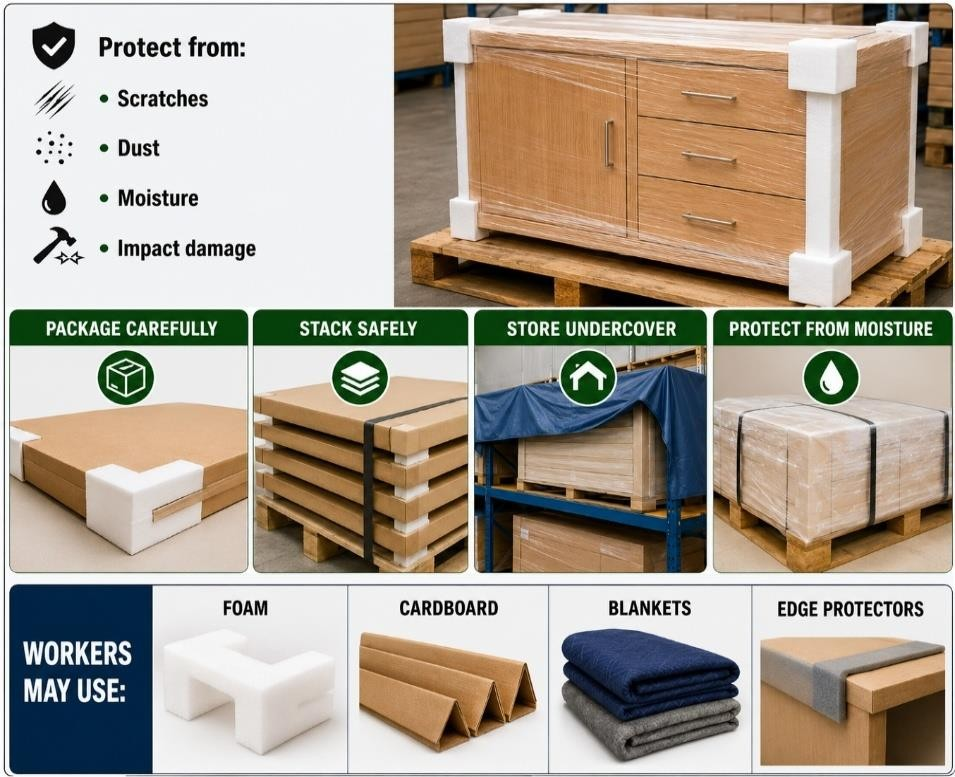 Protect from:
• Scratches
• Dust
• Moisture
• Impact damage
PACKAGE CAREFULLY
STACK SAFELY
STORE UNDERCOVER
PROTECT FROM MOISTURE
WORKERS
MAY USE:
FOAM
CARDBOARD
BLANKETS
EDGE PROTECTORS